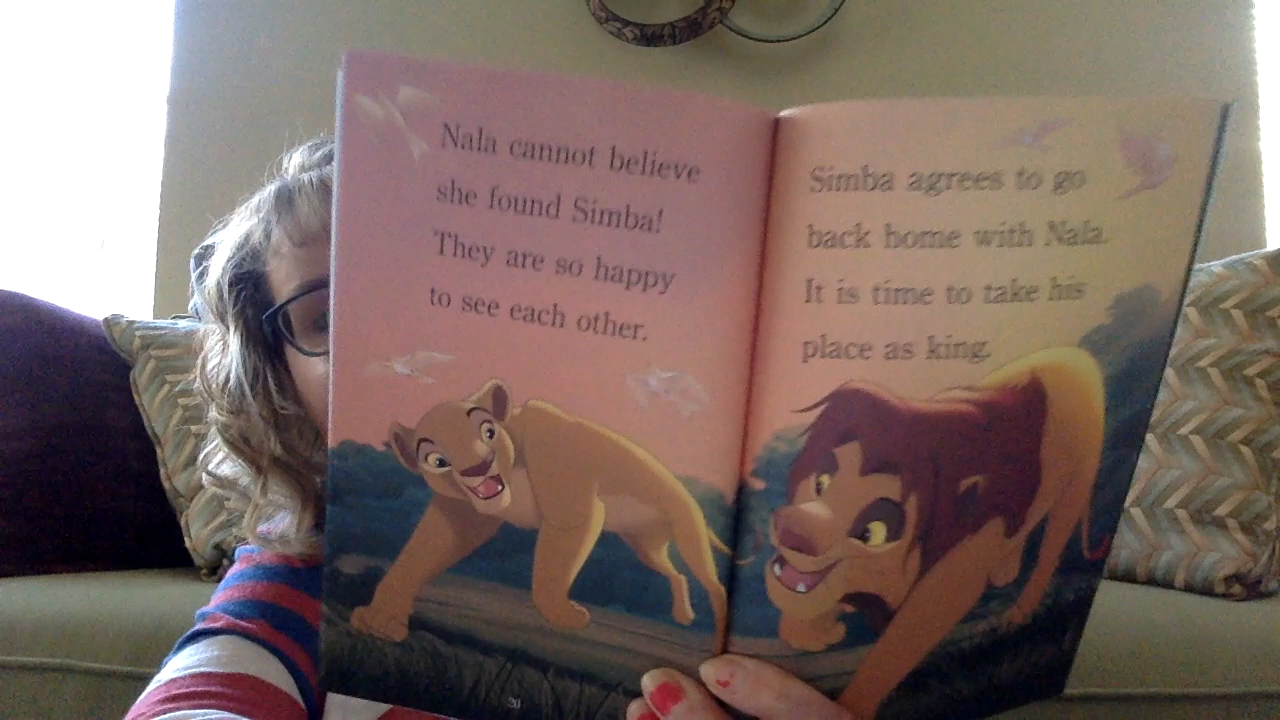 Nala cannot believe
she found Simba!
They are so happy
to see each other.
Simba agrees to go
back home with Nala.
It is time to take his
place as king.